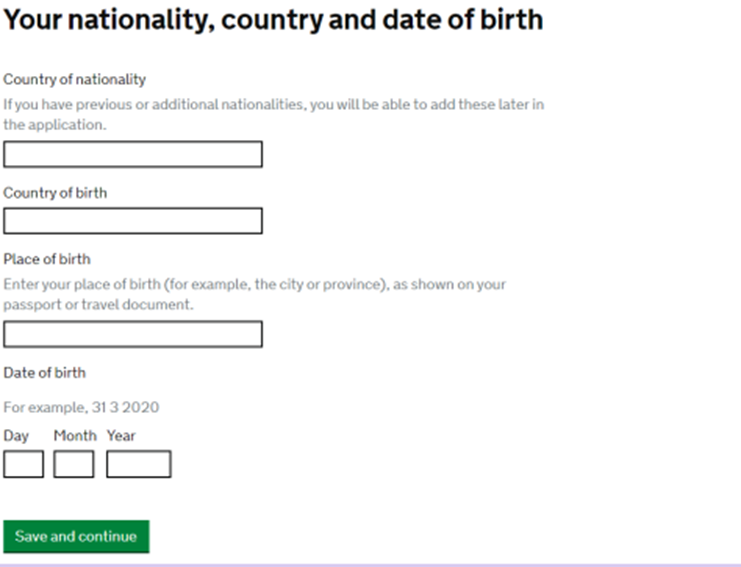 Your nationality, country and date of birth
Country of nationality
If you have previous or additional nationalities, you will be able to add these later in
the application.
Country of birth
Place of birth
Enter your place of birth (for example, the city or province), as shown on your
passport or travel document.
Date of birth
For example, 31 3 2020
Day Month Year
Save and continue